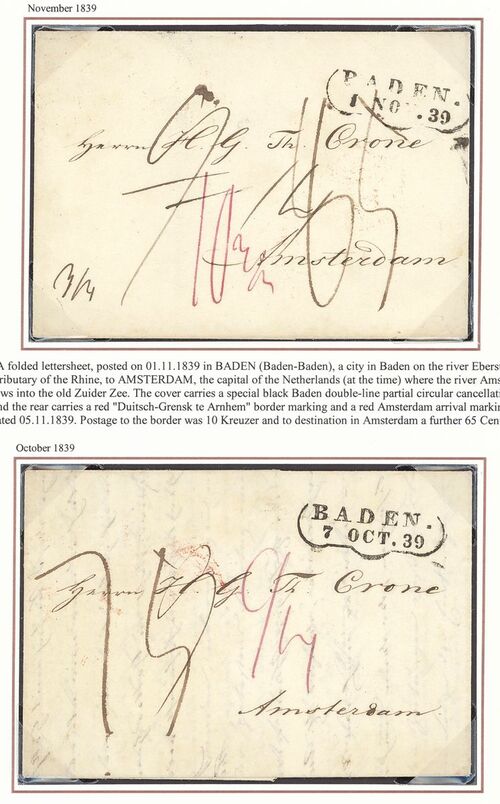 November 1839
BADEN.
1 NOV. 39
Herrn H. G. Th. Crone
Amsterdam
A folded lettersheet, posted on 01.11.1839 in BADEN (Baden-Baden), a city in Baden on the river Eberst
ributary of the Rhine, to AMSTERDAM, the capital of the Netherlands (at the time) where the river Ams
ws into the old Zuider Zee. The cover carries a special black Baden double-line partial circular cancellati
nd the rear carries a red "Duitsch-Grensk te Arnhem" border marking and a red Amsterdam arrival markin
ated 05.11.1839. Postage to the border was 10 Kreuzer and to destination in Amsterdam a further 65 Cen
October 1839
BADEN.
7 OCT. 39
Herrn H. G. Th. Crone
Amsterdam.